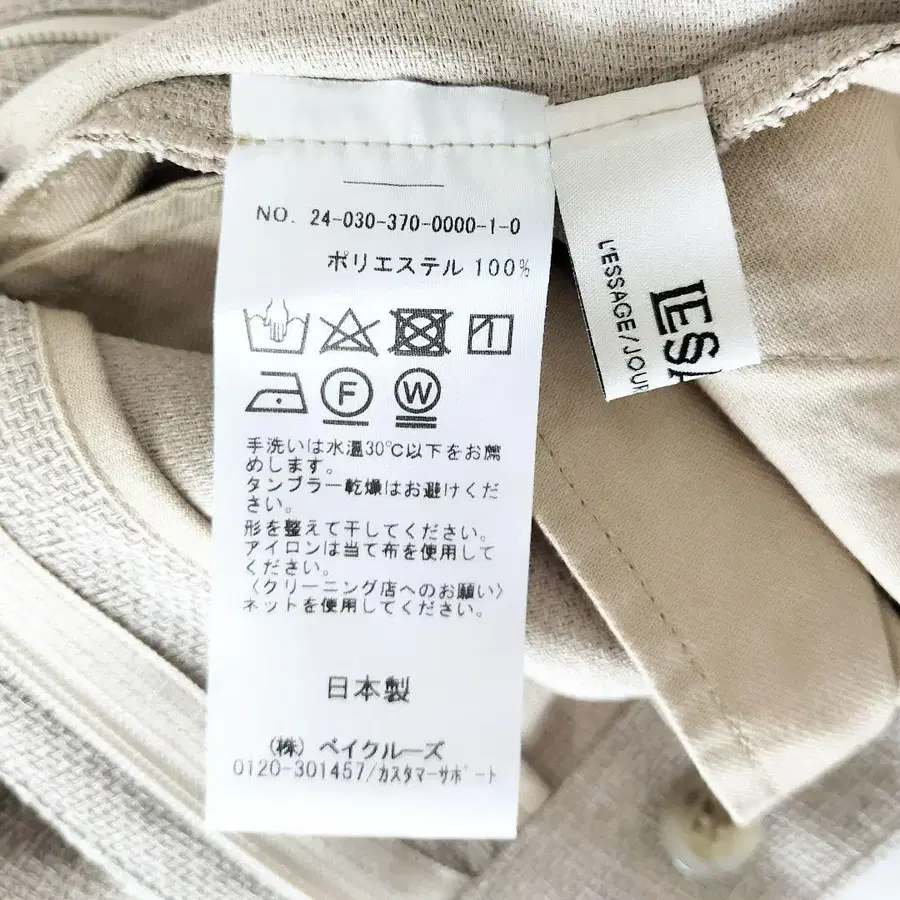 NO. 24-030-370-0000-1-0
ポリエステル 100%
F
W
手洗いは水温30℃以下をお薦
めします。
タンブラー乾燥はお避けくだ
さい。
形を整えて干してください。
アイロンは当て布を使用して
ください。
〈クリーニング店へのお願い〉
ネットを使用してください。
日本製
(株) ベイクルーズ
0120-301457/カスタマーサポート
L'ESSAGE/JOUR
LESA